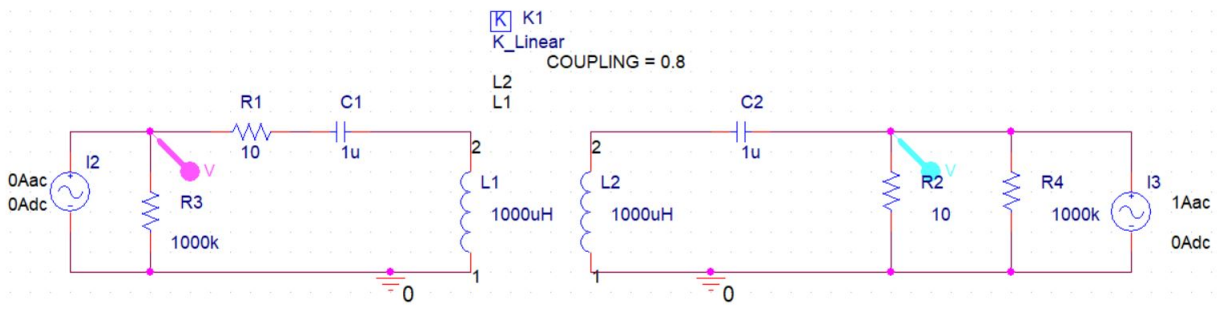 K K1
K_Linear
COUPLING = 0.8
L2
L1
R1
C1
C2
10
1u
1u
2
2
I2
V
V
0Aac
0Adc
R3
1000k
L1
1000uH
L2
1000uH
R2
10
R4
1000k
I3
1Aac
0Adc
1
1
0
0